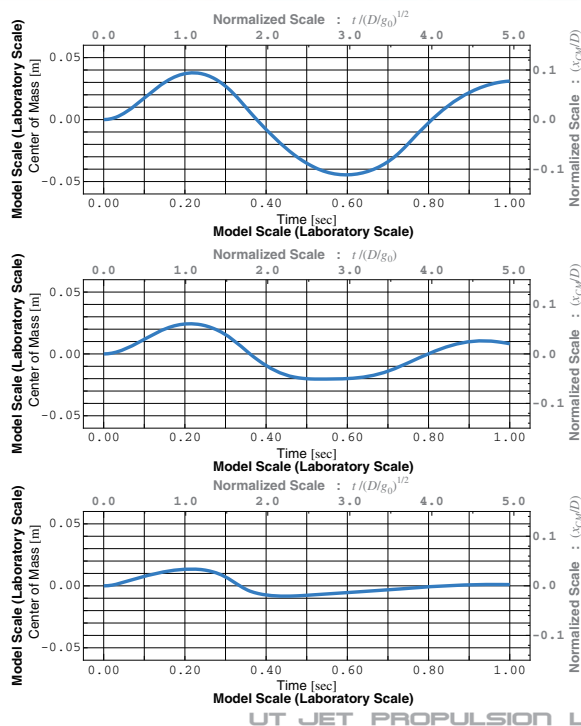 Normalized Scale : t/(D/g0)1/2
0.0 1.0 2.0 3.0 4.0 5.0
Model Scale (Laboratory Scale)
Center of Mass [m]
0.05
0.00
-0.05
0.1
0.0
-0.1
Normalized Scale : (xCM/D)
0.00 0.20 0.40 0.60 0.80 1.00
Time [sec]
Model Scale (Laboratory Scale)
Normalized Scale : t/(D/g0)
0.0 1.0 2.0 3.0 4.0 5.0
Model Scale (Laboratory Scale)
Center of Mass [m]
0.05
0.00
-0.05
0.1
0.0
-0.1
Normalized Scale : (xCM/D)
0.00 0.20 0.40 0.60 0.80 1.00
Time [sec]
Model Scale (Laboratory Scale)
Normalized Scale : t/(D/g0)1/2
0.0 1.0 2.0 3.0 4.0 5.0
Model Scale (Laboratory Scale)
Center of Mass [m]
0.05
0.00
-0.05
0.1
0.0
-0.1
Normalized Scale : (xCM/D)
0.00 0.20 0.40 0.60 0.80 1.00
Time [sec]
Model Scale (Laboratory Scale)
UT JET PROPULSION L